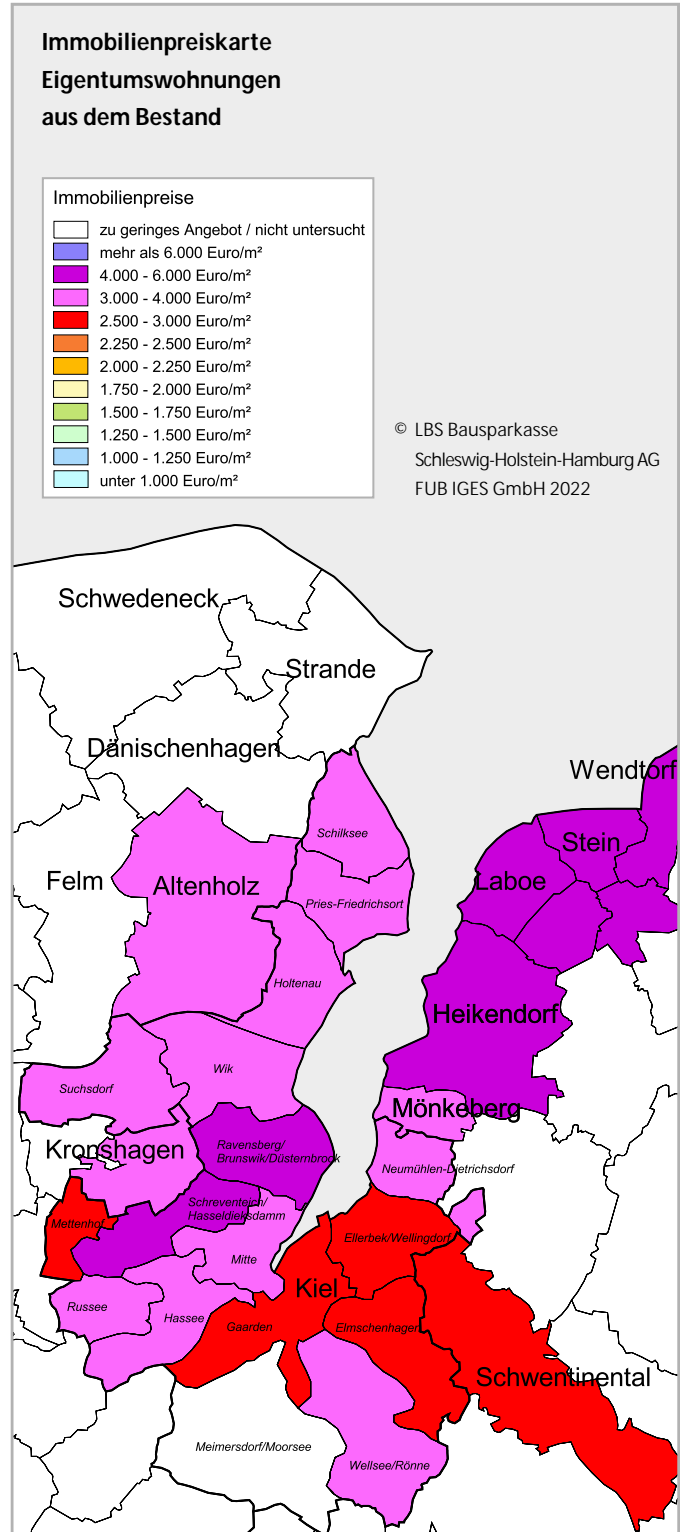 Immobilienpreiskarte
Eigentumswohnungen
aus dem Bestand
Immobilienpreise
zu geringes Angebot / nicht untersucht
mehr als 6.000 Euro/m²
4.000 - 6.000 Euro/m²
3.000 - 4.000 Euro/m²
2.500 - 3.000 Euro/m²
2.250 - 2.500 Euro/m²
2.000 - 2.250 Euro/m²
1.750 - 2.000 Euro/m²
1.500 - 1.750 Euro/m²
1.250 - 1.500 Euro/m²
1.000 - 1.250 Euro/m²
unter 1.000 Euro/m²
© LBS Bausparkasse
Schleswig-Holstein-Hamburg AG
FUB IGES GmbH 2022
Schwedeneck
Strande
Dänischenhagen
Wendtorf
Schilksee
Stein
Felm
Altenholz
Laboe
Pries-Friedrichsort
Holtenau
Heikendorf
Wik
Suchsdorf
Mönkeberg
Kronshagen
Ravensberg/
Brunswik/Düsternbrook
Neumühlen-Dietrichsdorf
Schreventeich/
Hasseldieksdamm
Mettenhof
Ellerbek/Wellingdorf
Mitte
Kiel
Russee
Hassee
Gaarden
Elmschenhagen
Schwentinental
Meimersdorf/Moorsee
Wellsee/Rönne